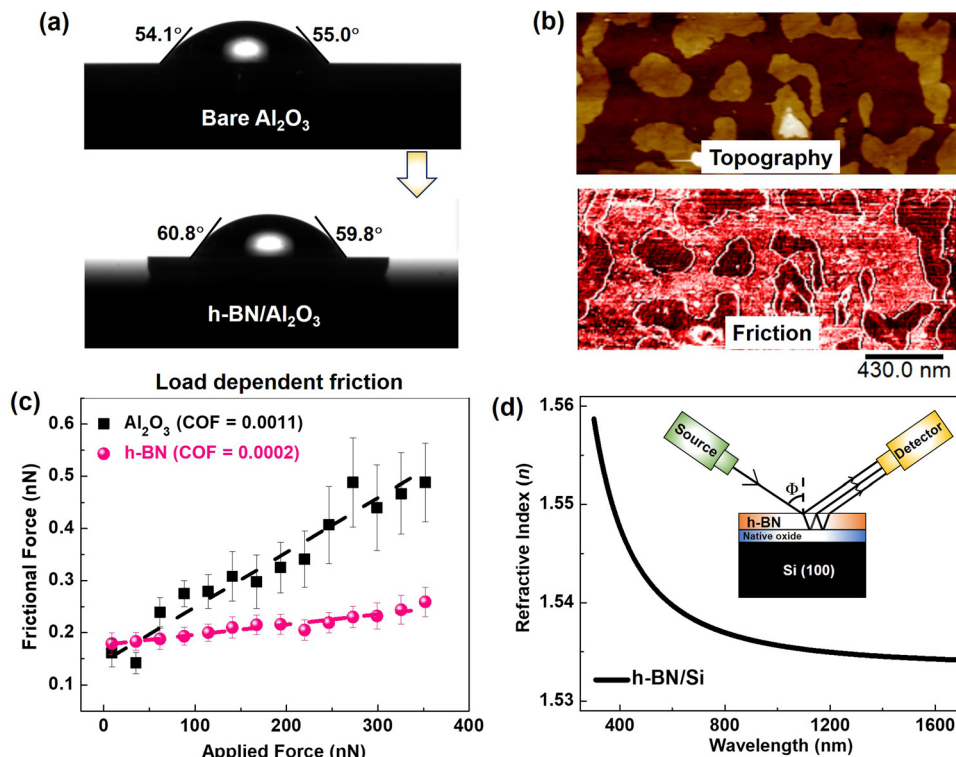 (a)
54.1°
55.0°
Bare Al₂O₃
60.8°
59.8°
h-BN/Al₂O₃
(b)
Topography
Friction
430.0 nm
Load dependent friction
(c)
Al₂O₃ (COF = 0.0011)
h-BN (COF = 0.0002)
0.6
0.5
0.4
0.3
0.2
0.1
Frictional Force (nN)
0
100
200
300
400
Applied Force (nN)
(d)
1.56
1.55
1.54
1.53
Refractive Index (n)
Source
Detector
Φ
h-BN
Native oxide
Si (100)
h-BN/Si
400
800
1200
1600
Wavelength (nm)